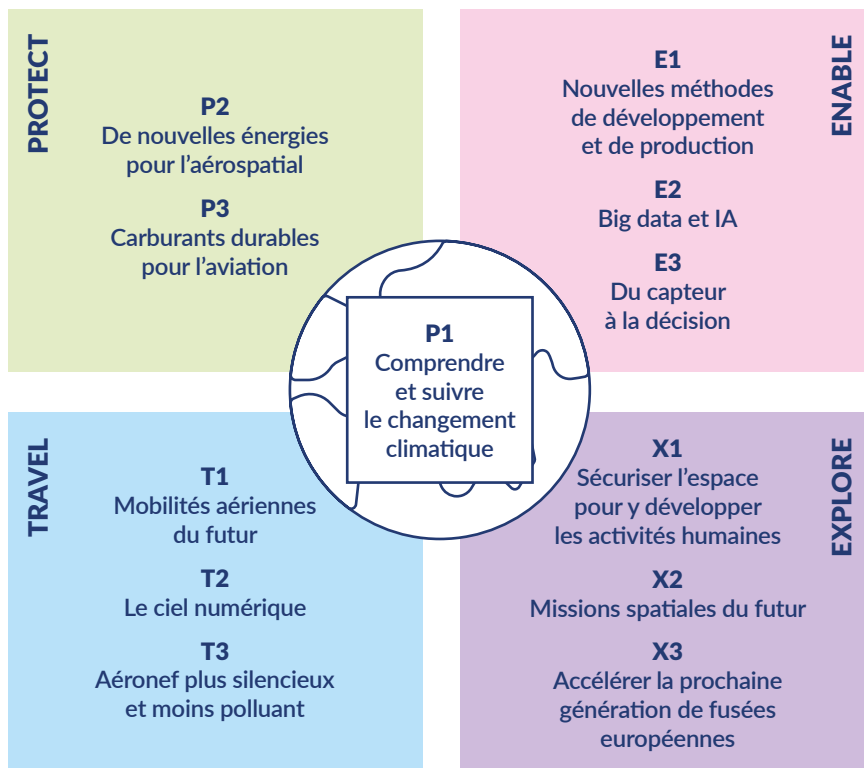 PROTECT
P2
De nouvelles énergies
pour l'aérospatial
P3
Carburants durables
pour l'aviation
ENABLE
E1
Nouvelles méthodes
de développement
et de production
E2
Big data et IA
E3
Du capteur
à la décision
P1
Comprendre
et suivre
le changement
climatique
TRAVEL
T1
Mobilités aériennes
du futur
T2
Le ciel numérique
T3
Aéronef plus silencieux
et moins polluant
EXPLORE
X1
Sécuriser l'espace
pour y développer
les activités humaines
X2
Missions spatiales du futur
X3
Accélérer la prochaine
génération de fusées
européennes